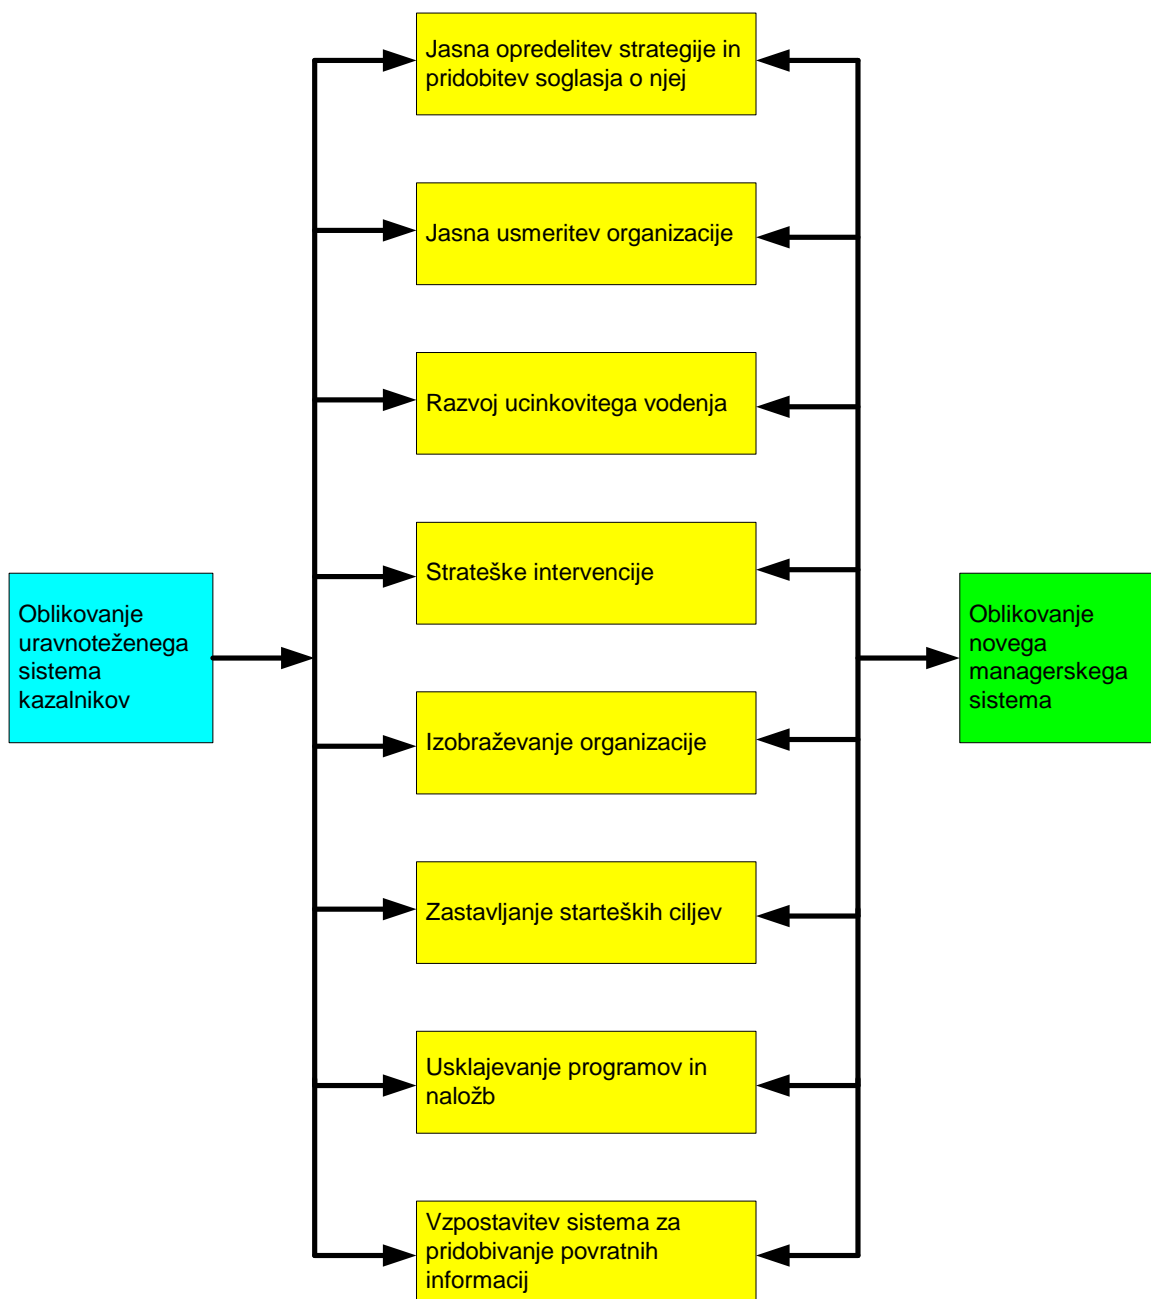 Jasna opredelitev strategije in
pridobitev soglasja o njej
Jasna usmeritev organizacije
Razvoj ucinkovitega vodenja
Strateške intervencije
Oblikovanje
uravnoteženega
sistema
kazalnikov
Oblikovanje
novega
managerskega
sistema
Izobraževanje organizacije
Zastavljanje starteških ciljev
Usklajevanje programov in
naložb
Vzpostavitev sistema za
pridobivanje povratnih
informacij